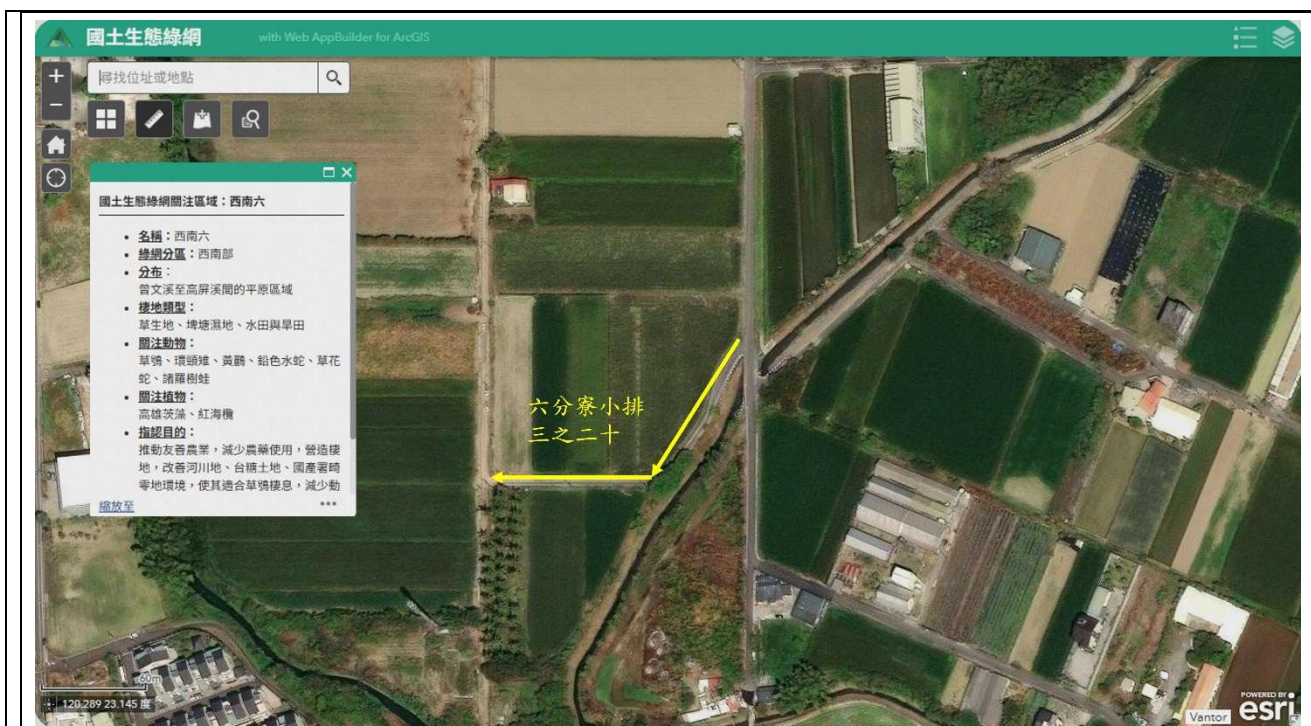 國土生態綠網
with Web AppBuilder for ArcGIS
尋找位址或地點
國土生態綠網關注區域：西南六
名稱：西南六
綠網分區：西南部
分布：
曾文溪至高屏溪間的平原區域
棲地類型：
草生地、埤塘濕地、水田與旱田
關注動物：
草鴞、環頸雉、黃鸝、鉛色水蛇、草花
蛇、諸羅樹蛙
關注植物：
高雄茨藻、紅海欖
指認目的：
推動友善農業，減少農藥使用，營造棲
地，改善河川地、台糖土地、國產署畸
零地環境，使其適合草鴞棲息，減少動
縮放至
六分寮小排
三之二十
60m
120.289 23.145 度
Vantor
POWERED BY
esri